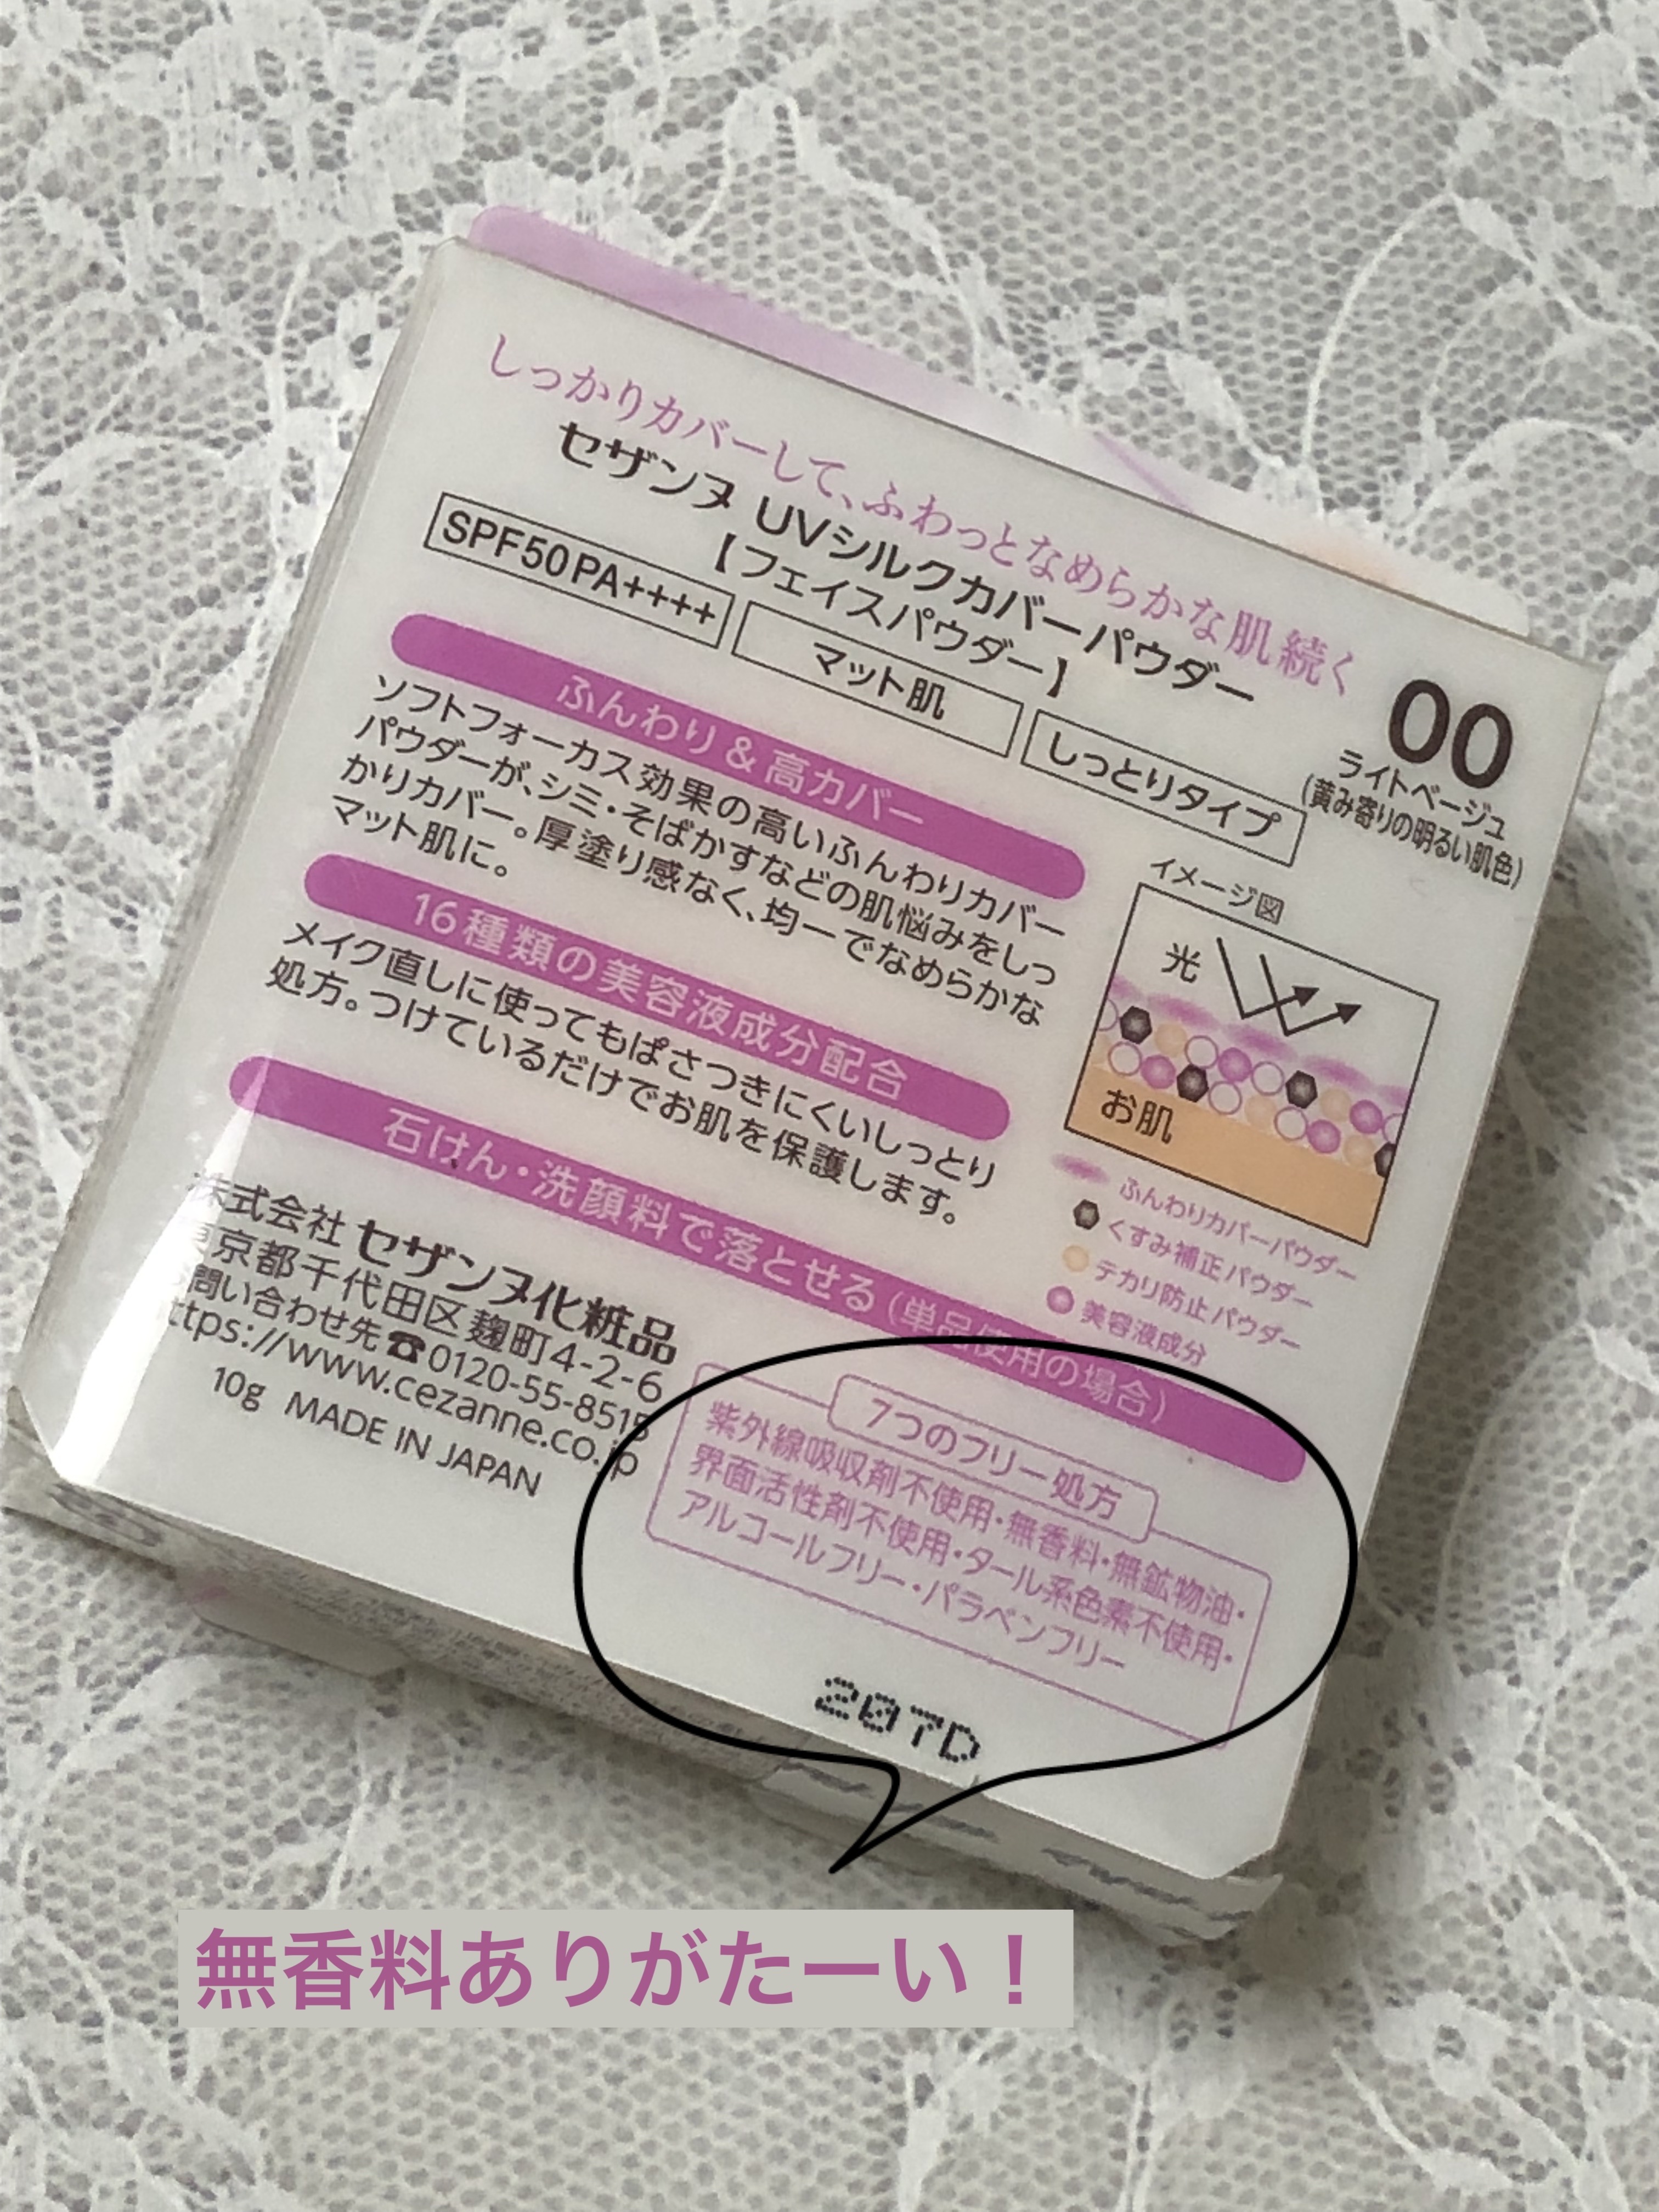 しっかりカバーして、ふわっとなめらかな肌続く
セザンヌ UVシルクカバーパウダー
【フェイスパウダー】
SPF50 PA++++
マット肌
しっとりタイプ
00
ライトベージュ
(黄み寄りの明るい肌色)
ふんわり＆高カバー
ソフトフォーカス効果の高いふんわりカバー
パウダーが、シミ・そばかすなどの肌悩みをしっ
かりカバー。厚塗り感なく、均一でなめらかな
マット肌に。
16種類の美容液成分配合
メイク直しに使ってもぱさつきにくいしっとり
処方。つけているだけでお肌を保護します。
石けん・洗顔料で落とせる(単品使用の場合)
イメージ図
光
お肌
ふんわりカバーパウダー
くすみ補正パウダー
テカリ防止パウダー
美容液成分
株式会社 セザンヌ化粧品
東京都千代田区麹町4-2-6
お問い合わせ先☎0120-55-8515
ttps://www.cezanne.co.jp
10g MADE IN JAPAN
7つのフリー処方
紫外線吸収剤不使用・無香料・無鉱物油・
界面活性剤不使用・タール系色素不使用・
アルコールフリー・パラベンフリー
207D
無香料ありがたーい！